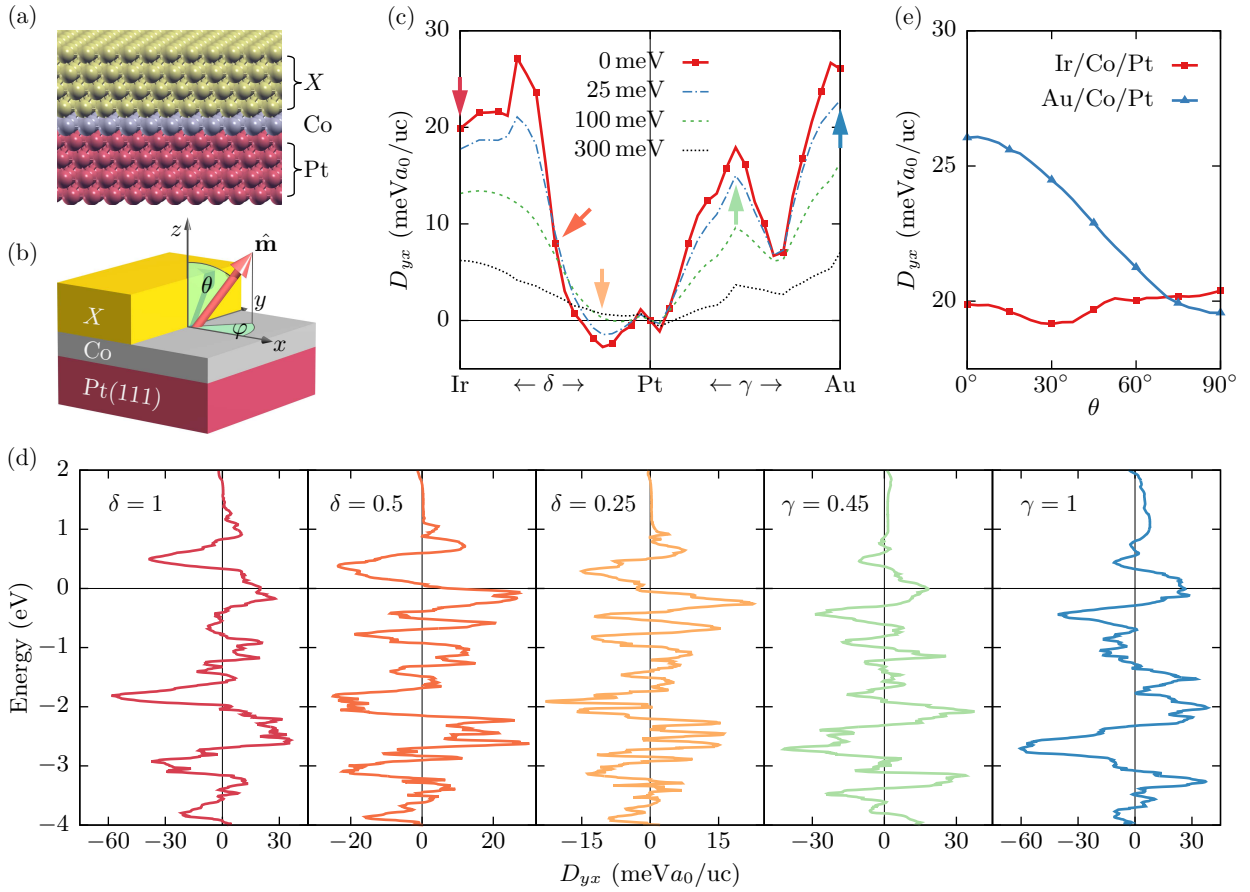 (a)
X
Co
Pt
(b)
z
m̂
θ
y
φ
x
X
Co
Pt(111)
(c)
D_yx (meVa₀/uc)
30
20
10
0
0 meV
25 meV
100 meV
300 meV
Ir ← δ → Pt ← γ → Au
(e)
D_yx (meVa₀/uc)
30
25
20
Ir/Co/Pt
Au/Co/Pt
0° 30° 60° 90°
θ
(d)
Energy (eV)
2
1
0
−1
−2
−3
−4
δ = 1
δ = 0.5
δ = 0.25
γ = 0.45
γ = 1
−60 −30 0 30
−20 0 20
−15 0 15
−30 0 30
−60 −30 0 30
D_yx (meVa₀/uc)